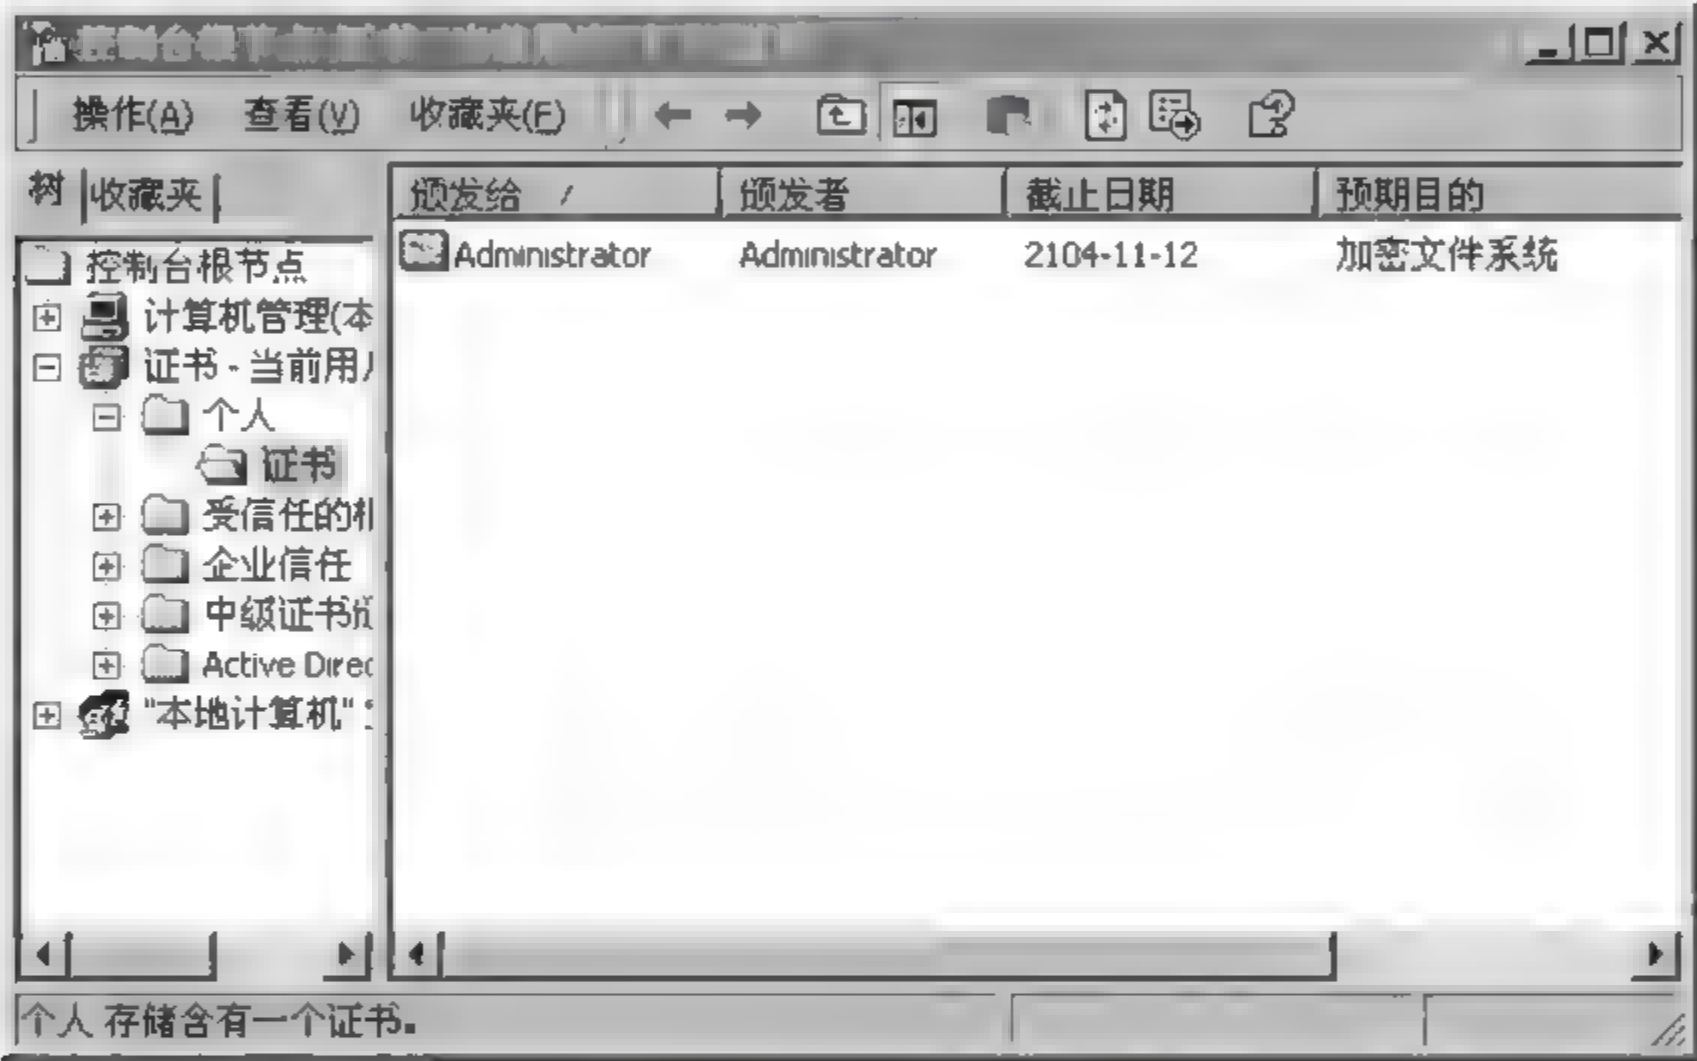 操作(A) 查看(V) 收藏夹(F)
树 收藏夹
颁发给 / 颁发者 截止日期 预期目的
Administrator Administrator 2104-11-12 加密文件系统
控制台根节点
计算机管理(本
证书 - 当前用
个人
证书
受信任的
企业信任
中级证书
Active Direc
"本地计算机"
个人 存储含有一个证书。